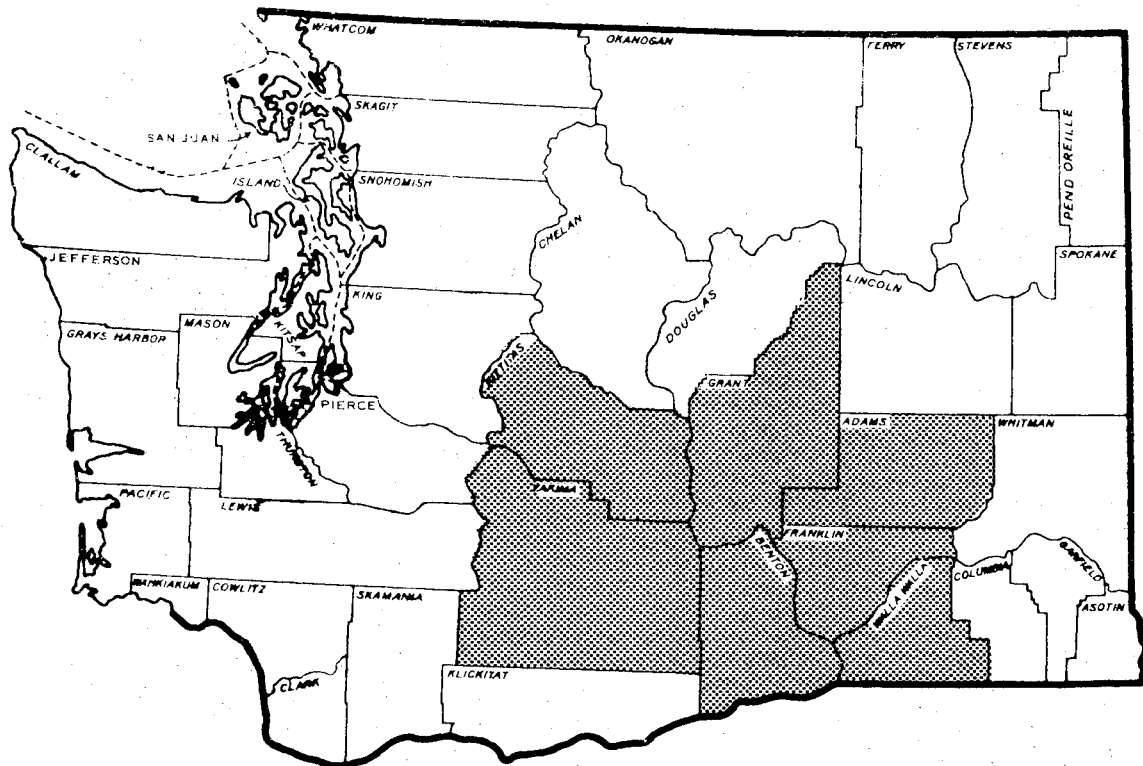 WHATCOM
OKANOGAN
FERRY
STEVENS
SKAGIT
SAN JUAN
CLALLAM
ISLAND
SNOHOMISH
PEND OREILLE
CHELAN
JEFFERSON
SPOKANE
KING
LINCOLN
DOUGLAS
MASON
KITSAP
GRAYS HARBOR
KITTITAS
GRANT
PIERCE
ADAMS
WHITMAN
THURSTON
YAKIMA
PACIFIC
LEWIS
BENTON
FRANKLIN
WALLA WALLA
COLUMBIA
GARFIELD
WAHKIAKUM
COWLITZ
SKAMANIA
ASOTIN
KLICKITAT
CLARK